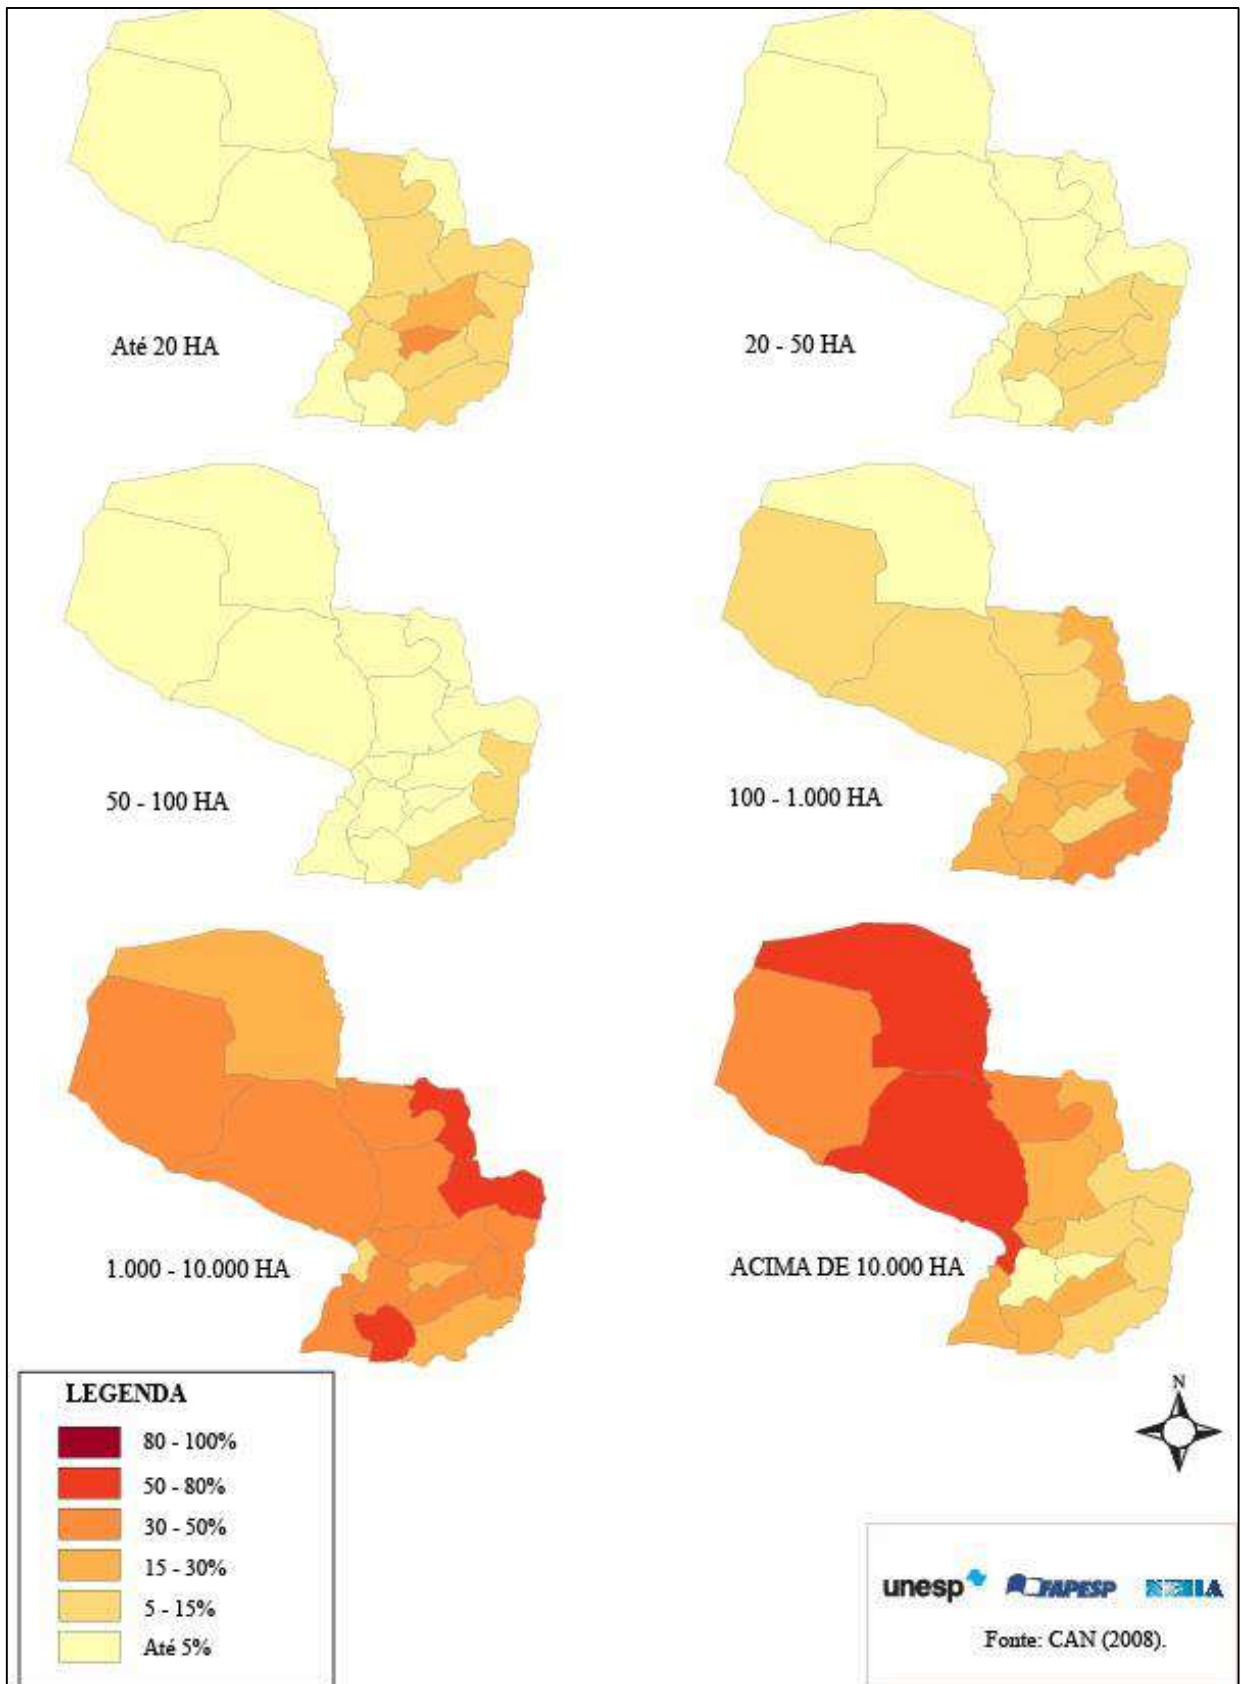 Até 20 HA
20 - 50 HA
50 - 100 HA
100 - 1.000 HA
1.000 - 10.000 HA
ACIMA DE 10.000 HA
LEGENDA
80 - 100%
50 - 80%
30 - 50%
15 - 30%
5 - 15%
Até 5%
N
unesp FAPESP
Fonte: CAN (2008).